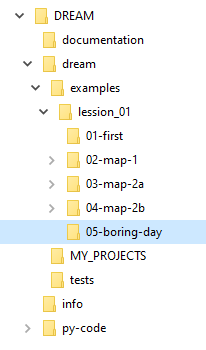 DREAM
documentation
dream
examples
lession_01
01-first
02-map-1
03-map-2a
04-map-2b
05-boring-day
MY_PROJECTS
tests
info
py-code